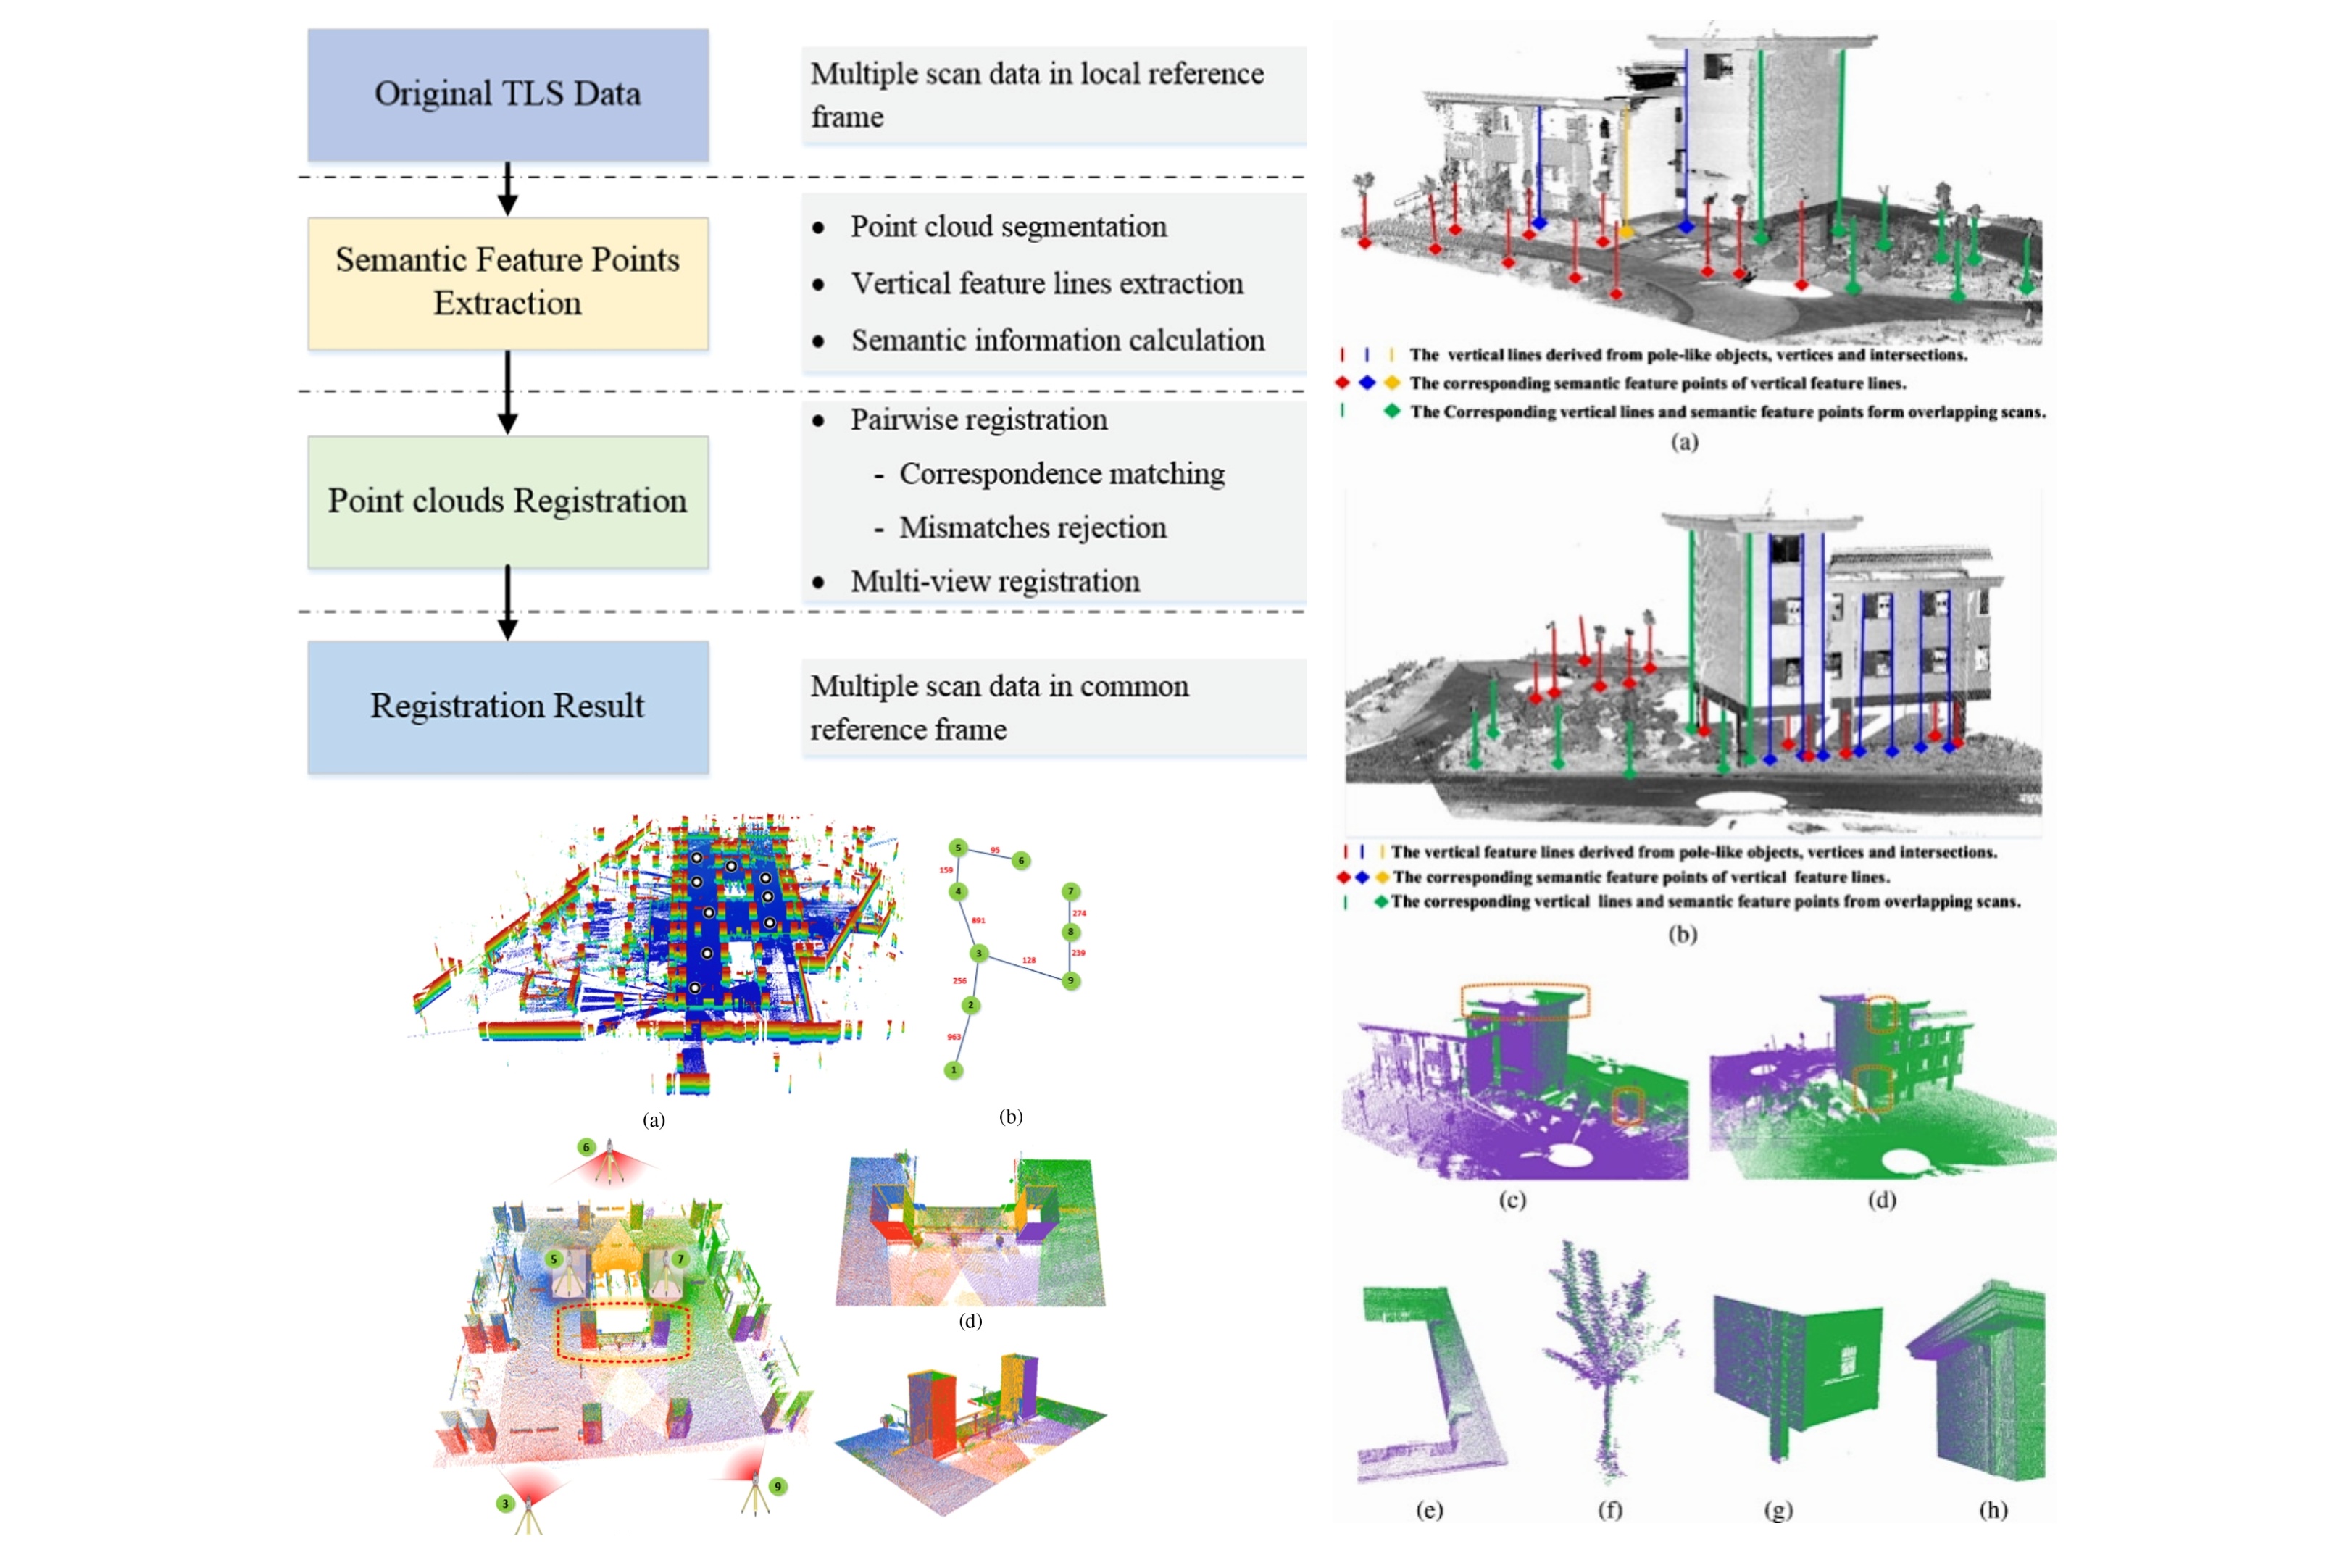 Original TLS Data
Multiple scan data in local reference
frame
Semantic Feature Points
Extraction
• Point cloud segmentation
• Vertical feature lines extraction
• Semantic information calculation
Point clouds Registration
• Pairwise registration
- Correspondence matching
- Mismatches rejection
• Multi-view registration
Registration Result
Multiple scan data in common
reference frame
The vertical lines derived from pole-like objects, vertices and intersections.
The corresponding semantic feature points of vertical feature lines.
The Corresponding vertical lines and semantic feature points form overlapping scans.
(a)
The vertical feature lines derived from pole-like objects, vertices and intersections.
The corresponding semantic feature points of vertical feature lines.
The corresponding vertical lines and semantic feature points from overlapping scans.
(b)
5
95
6
159
4
7
891
274
8
3
128
239
256
9
2
963
1
(a)
(b)
6
5
7
3
9
(d)
(c)
(d)
(e)
(f)
(g)
(h)